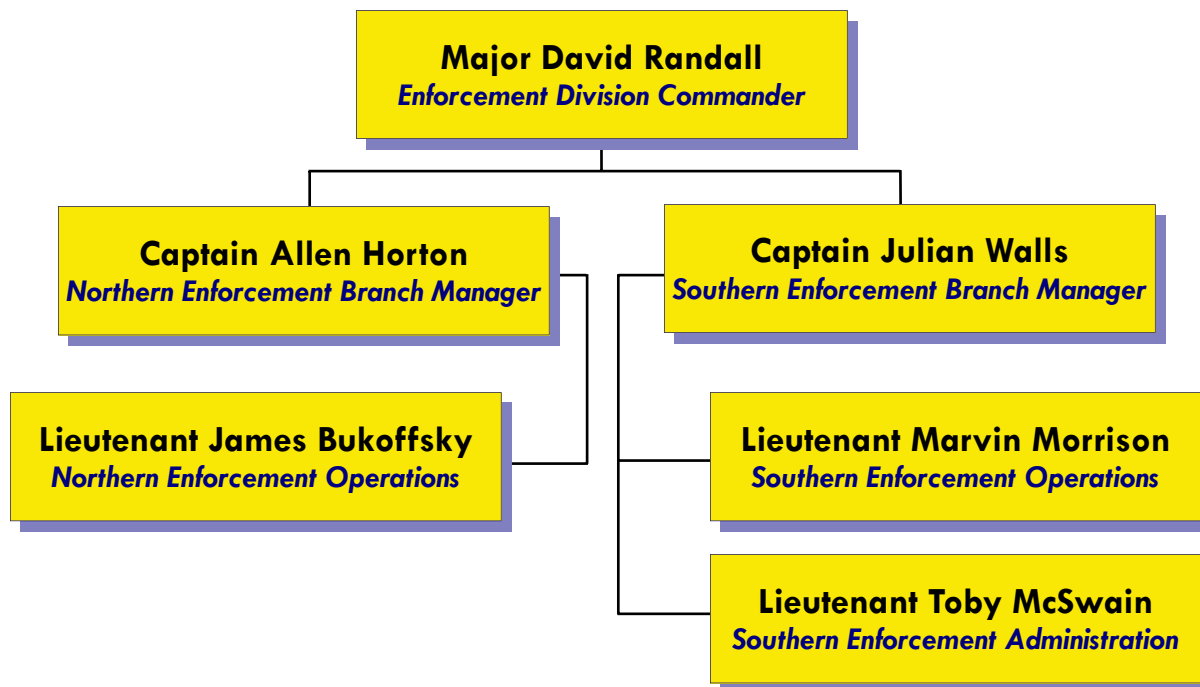 Major David Randall
Enforcement Division Commander
Captain Allen Horton
Northern Enforcement Branch Manager
Captain Julian Walls
Southern Enforcement Branch Manager
Lieutenant James Bukoffsky
Northern Enforcement Operations
Lieutenant Marvin Morrison
Southern Enforcement Operations
Lieutenant Toby McSwain
Southern Enforcement Administration